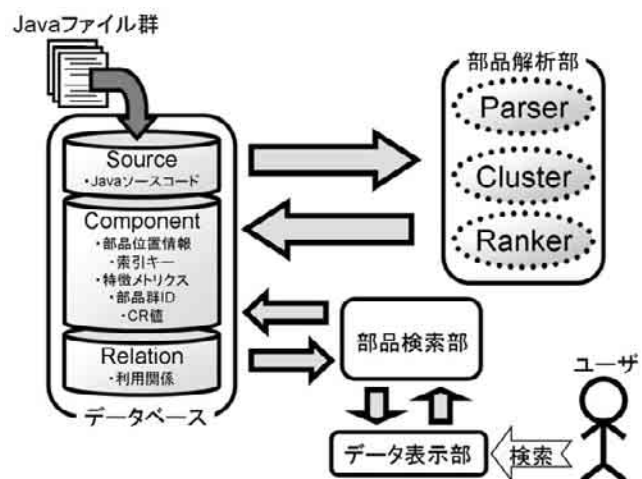 Javaファイル群
部品解析部
Parser
Cluster
Ranker
Source
・Javaソースコード
Component
・部品位置情報
・索引キー
・特徴メトリクス
・部品群ID
・CR値
Relation
・利用関係
データベース
部品検索部
データ表示部
検索
ユーザ